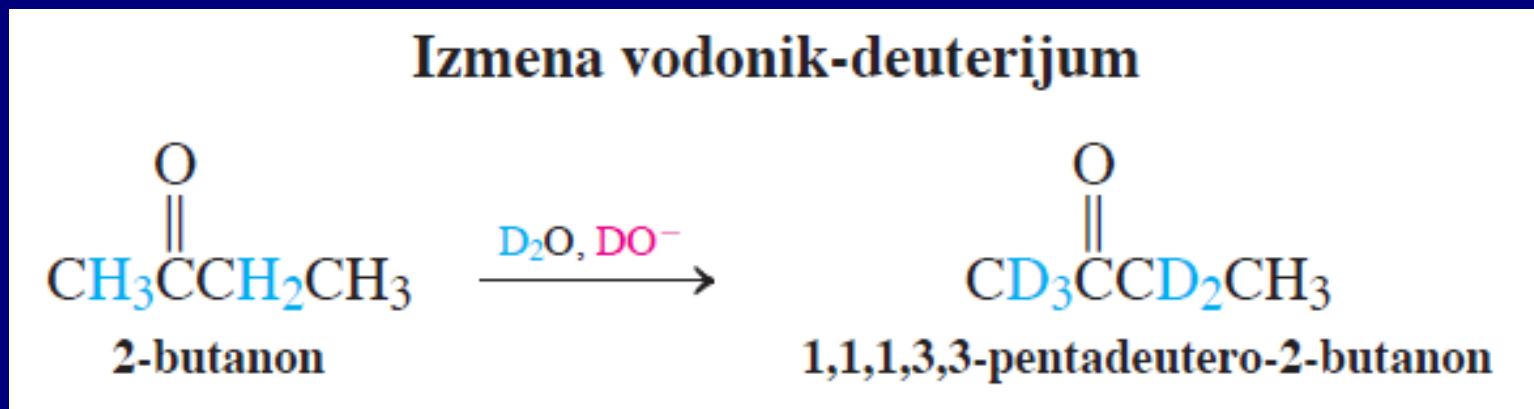 Izmena vodonik-deuterijum
O O
|| ||
CH₃CCH₂CH₃ D₂O, DO⁻ CD₃CCD₂CH₃
2-butanon 1,1,1,3,3-pentadeutero-2-butanon